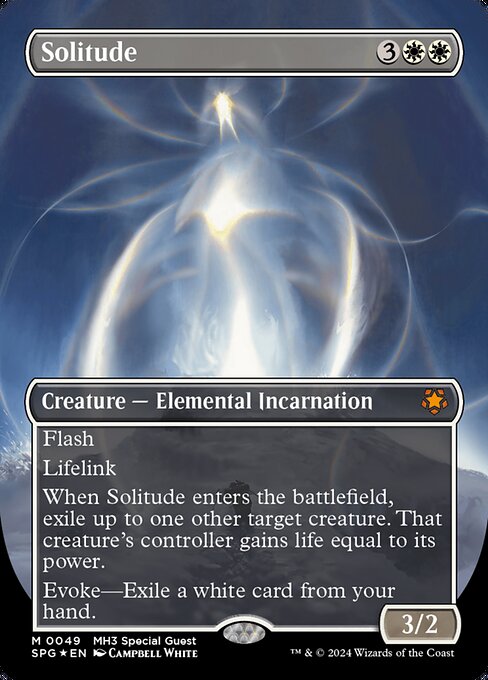 Solitude 3
Creature — Elemental Incarnation
Flash
Lifelink
When Solitude enters the battlefield,
exile up to one other target creature. That
creature's controller gains life equal to its
power.
Evoke—Exile a white card from your
hand.
3/2
M 0049 MH3 Special Guest
SPG★EN CAMPBELL WHITE
™ & © 2024 Wizards of the Coast